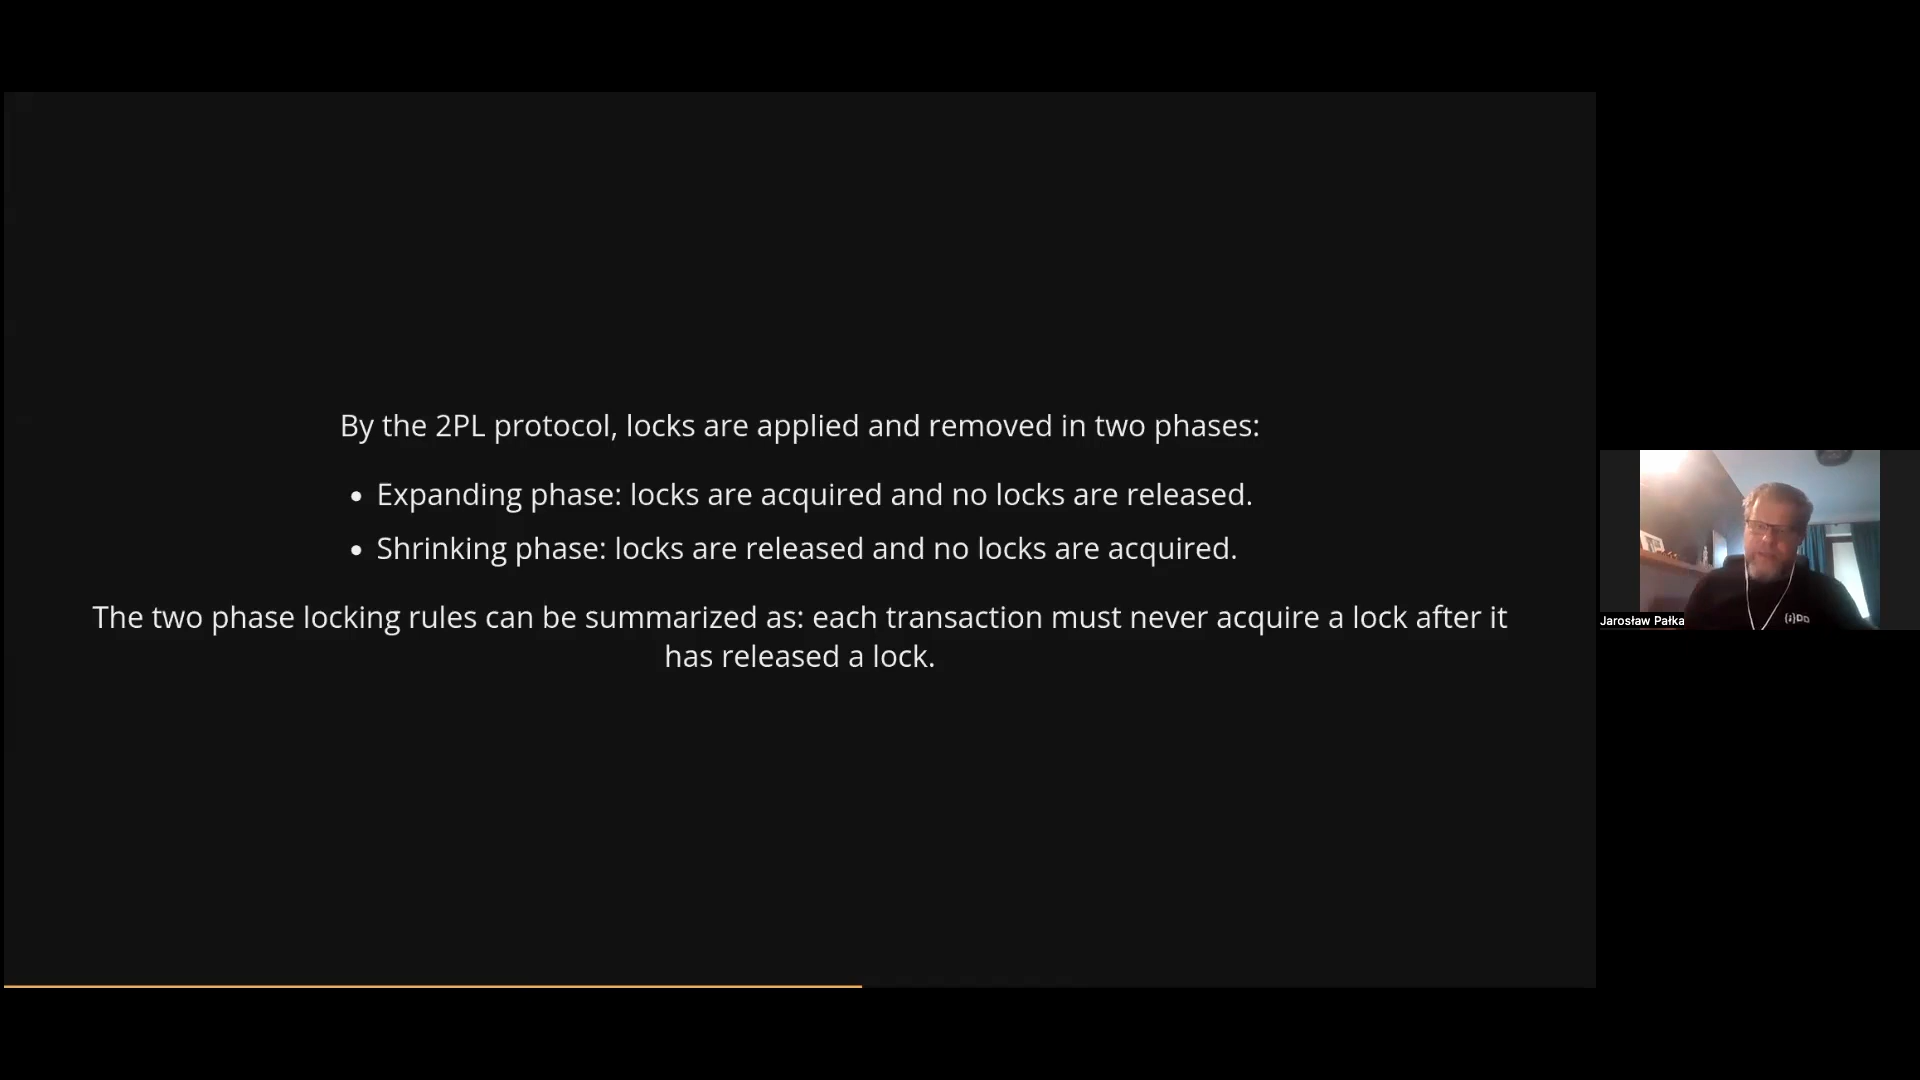 By the 2PL protocol, locks are applied and removed in two phases:
• Expanding phase: locks are acquired and no locks are released.
• Shrinking phase: locks are released and no locks are acquired.
The two phase locking rules can be summarized as: each transaction must never acquire a lock after it
has released a lock.
Jarosław Pałka
(i)DD